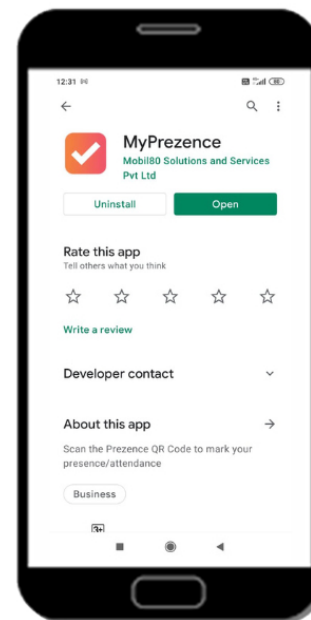 12:31
MyPrezence
Mobil80 Solutions and Services
Pvt Ltd
Uninstall
Open
Rate this app
Tell others what you think
Write a review
Developer contact
About this app
Scan the Prezence QR Code to mark your
presence/attendance
Business
3+